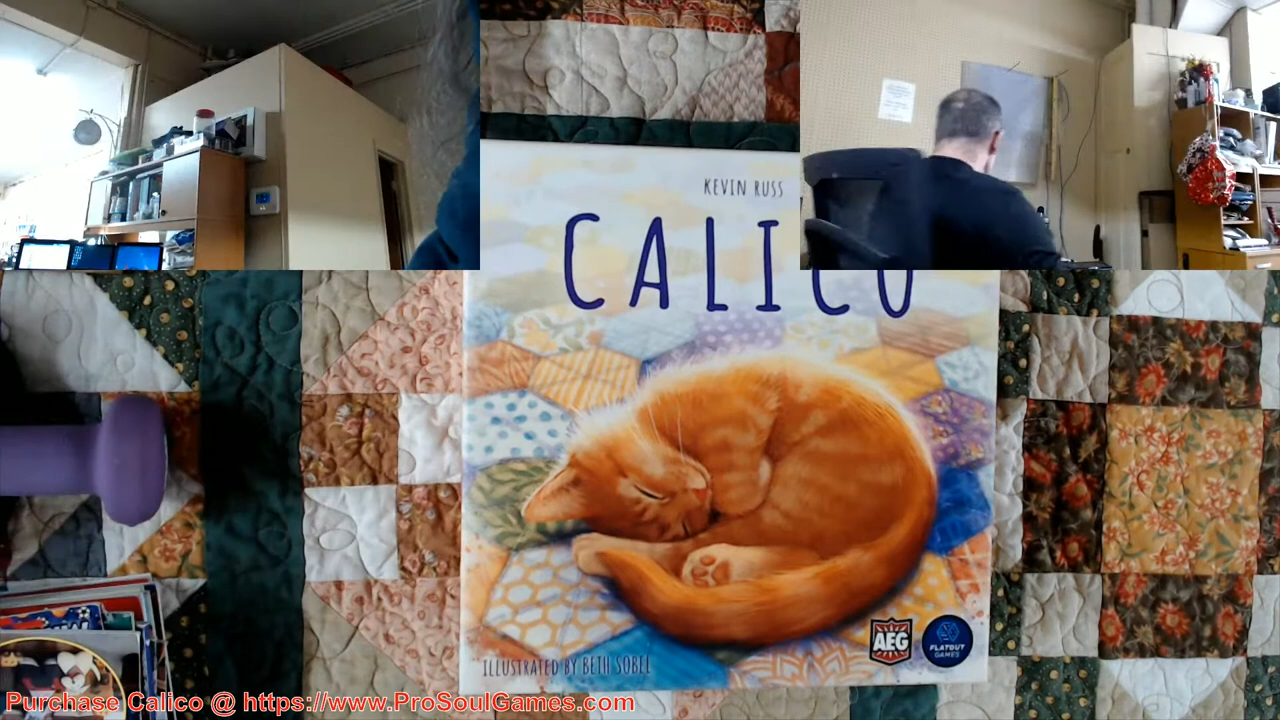 KEVIN RUSS
CALICO
AEG
FLATOUT
GAMES
ILLUSTRATED BY BETH SOBEL
Purchase Calico @ https://www.ProSoulGames.com